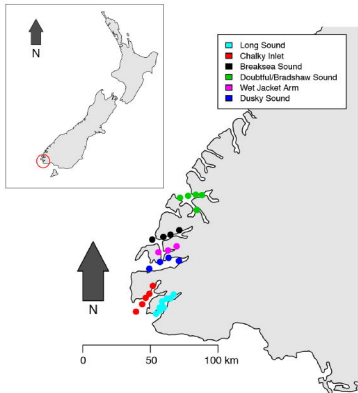 N
Long Sound
Chalky Inlet
Breaksea Sound
Doubtful/Bradshaw Sound
Wet Jacket Arm
Dusky Sound
N
0 50 100 km